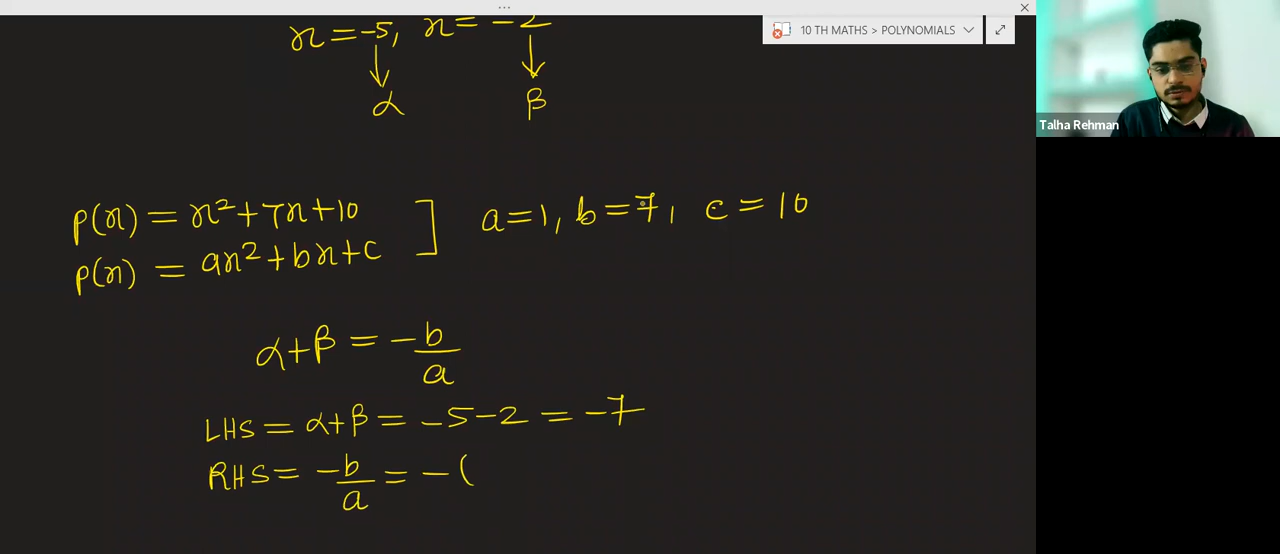 x = -5, x = -2
10 TH MATHS > POLYNOMIALS
α β
Talha Rehman
p(x) = x² + 7x + 10 ] a = 1, b = 7, c = 10
p(x) = ax² + bx + c
α + β = -b/a
LHS = α + β = -5 - 2 = -7
RHS = -b/a = - (